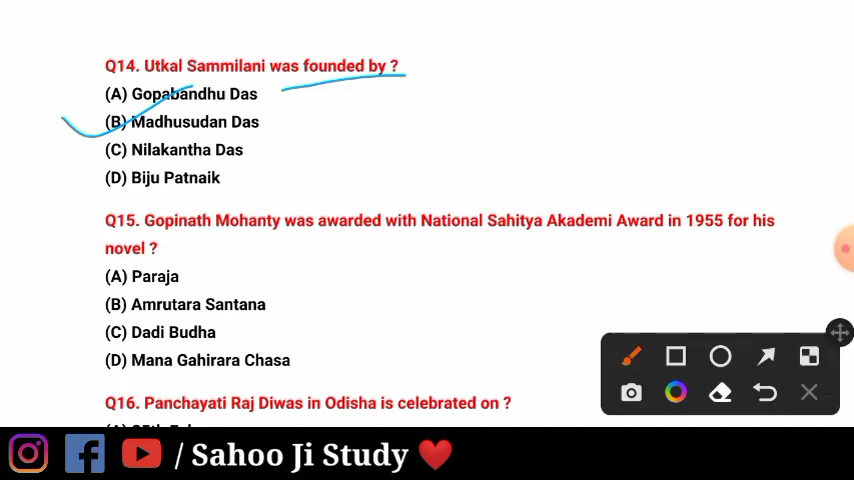 Q14. Utkal Sammilani was founded by ?
(A) Gopabandhu Das
(B) Madhusudan Das
(C) Nilakantha Das
(D) Biju Patnaik
Q15. Gopinath Mohanty was awarded with National Sahitya Akademi Award in 1955 for his
novel ?
(A) Paraja
(B) Amrutara Santana
(C) Dadi Budha
(D) Mana Gahirara Chasa
Q16. Panchayati Raj Diwas in Odisha is celebrated on ?
/ Sahoo Ji Study